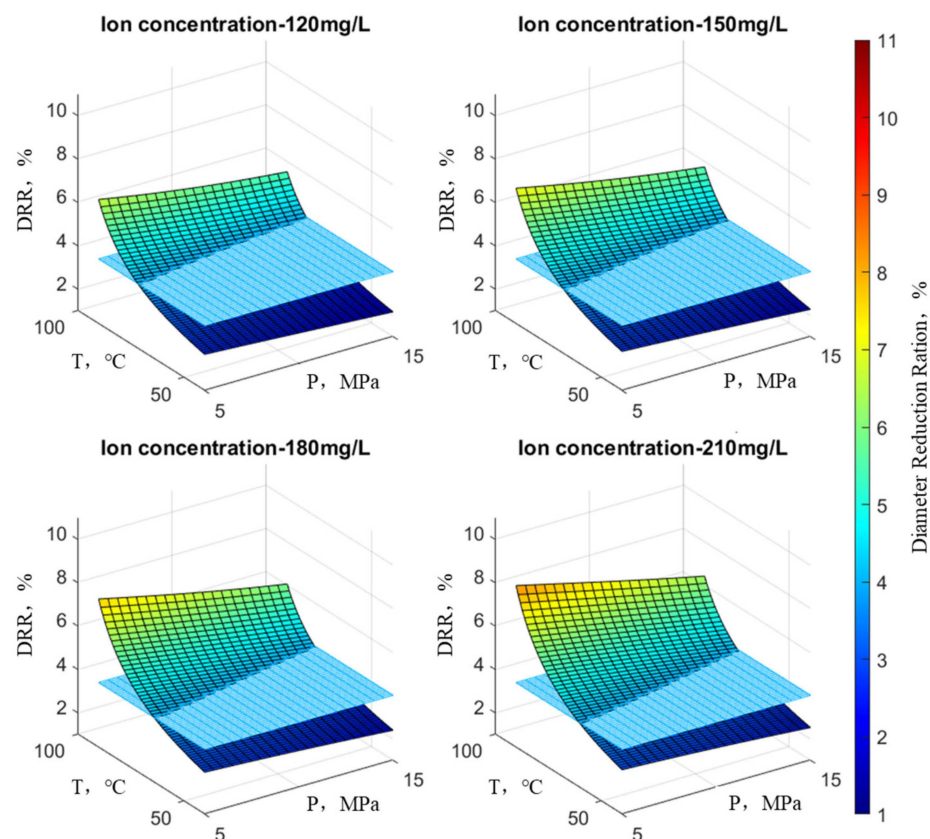 Ion concentration-120mg/L
10
8
6
4
2
DRR, %
100
50
T, ℃
5
15
P, MPa
Ion concentration-150mg/L
10
8
6
4
2
DRR, %
100
50
T, ℃
5
15
P, MPa
Ion concentration-180mg/L
10
8
6
4
2
DRR, %
100
50
T, ℃
5
15
P, MPa
Ion concentration-210mg/L
10
8
6
4
2
DRR, %
100
50
T, ℃
5
15
P, MPa
11
10
9
8
7
6
5
4
3
2
1
Diameter Reduction Ration, %